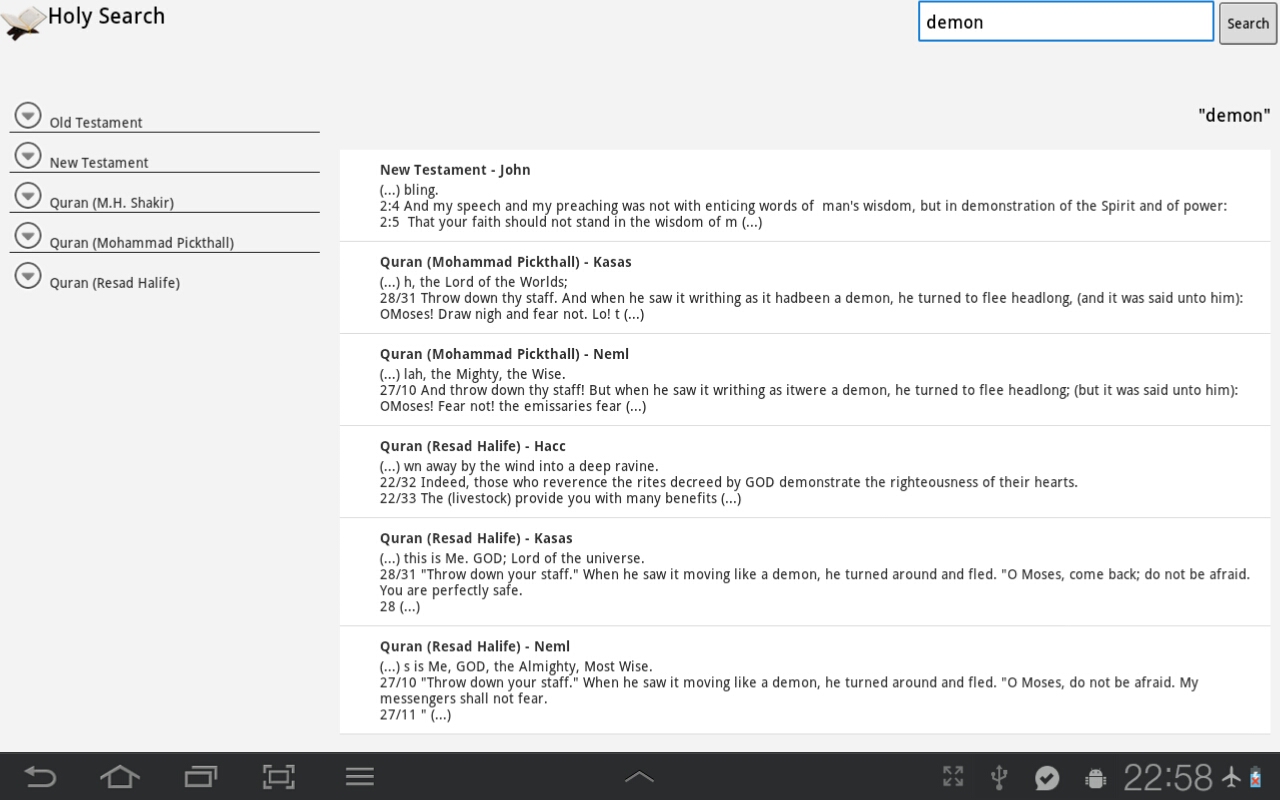 Holy Search
demon
Search
Old Testament
New Testament
Quran (M.H. Shakir)
Quran (Mohammad Pickthall)
Quran (Resad Halife)
"demon"
New Testament - John
(...) bling.
2:4 And my speech and my preaching was not with enticing words of  man's wisdom, but in demonstration of the Spirit and of power:
2:5  That your faith should not stand in the wisdom of m (...)
Quran (Mohammad Pickthall) - Kasas
(...) h, the Lord of the Worlds;
28/31 Throw down thy staff. And when he saw it writhing as it hadbeen a demon, he turned to flee headlong, (and it was said unto him):
OMoses! Draw nigh and fear not. Lo! t (...)
Quran (Mohammad Pickthall) - Neml
(...) lah, the Mighty, the Wise.
27/10 And throw down thy staff! But when he saw it writhing as itwere a demon, he turned to flee headlong; (but it was said unto him):
OMoses! Fear not! the emissaries fear (...)
Quran (Resad Halife) - Hacc
(...) wn away by the wind into a deep ravine.
22/32 Indeed, those who reverence the rites decreed by GOD demonstrate the righteousness of their hearts.
22/33 The (livestock) provide you with many benefits (...)
Quran (Resad Halife) - Kasas
(...) this is Me. GOD; Lord of the universe.
28/31 "Throw down your staff." When he saw it moving like a demon, he turned around and fled. "O Moses, come back; do not be afraid.
You are perfectly safe.
28 (...)
Quran (Resad Halife) - Neml
(...) s is Me, GOD, the Almighty, Most Wise.
27/10 "Throw down your staff." When he saw it moving like a demon, he turned around and fled. "O Moses, do not be afraid. My
messengers shall not fear.
27/11 " (...)
22:58